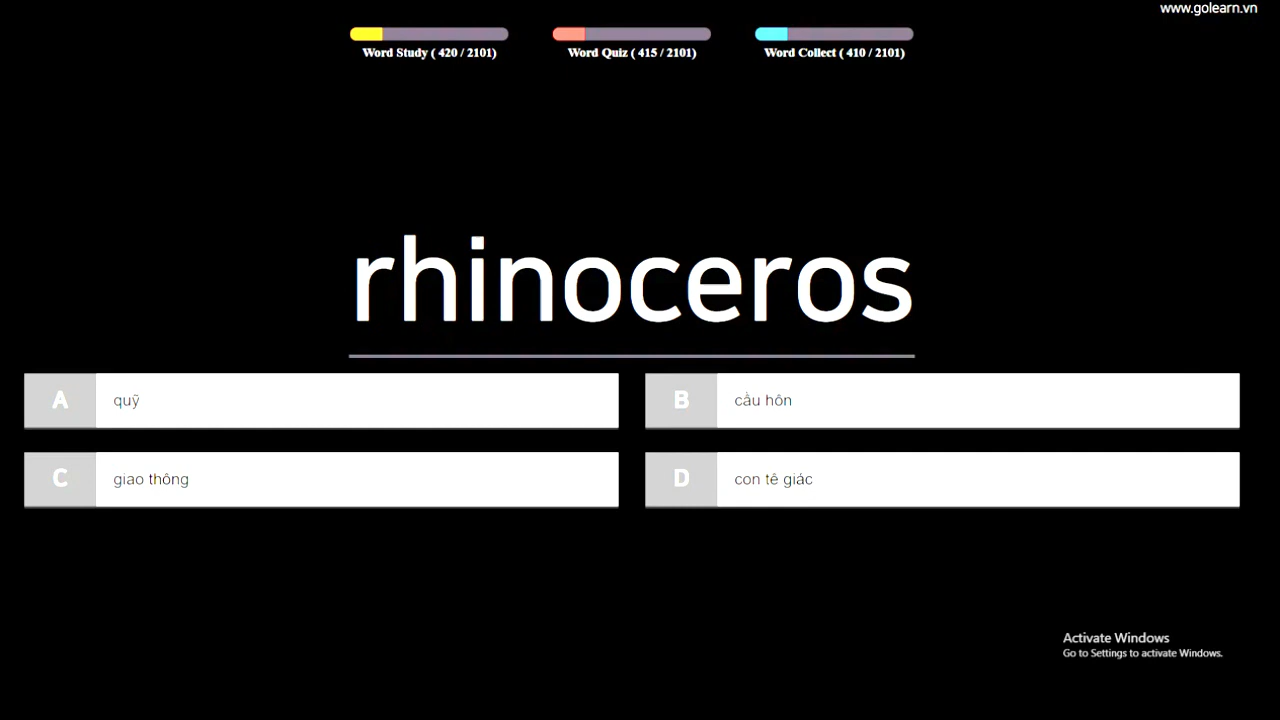 www.golearn.vn
Word Study ( 420 / 2101) Word Quiz ( 415 / 2101) Word Collect ( 410 / 2101)
rhinoceros
A quỹ
B cầu hôn
C giao thông
D con tê giác
Activate Windows
Go to Settings to activate Windows.